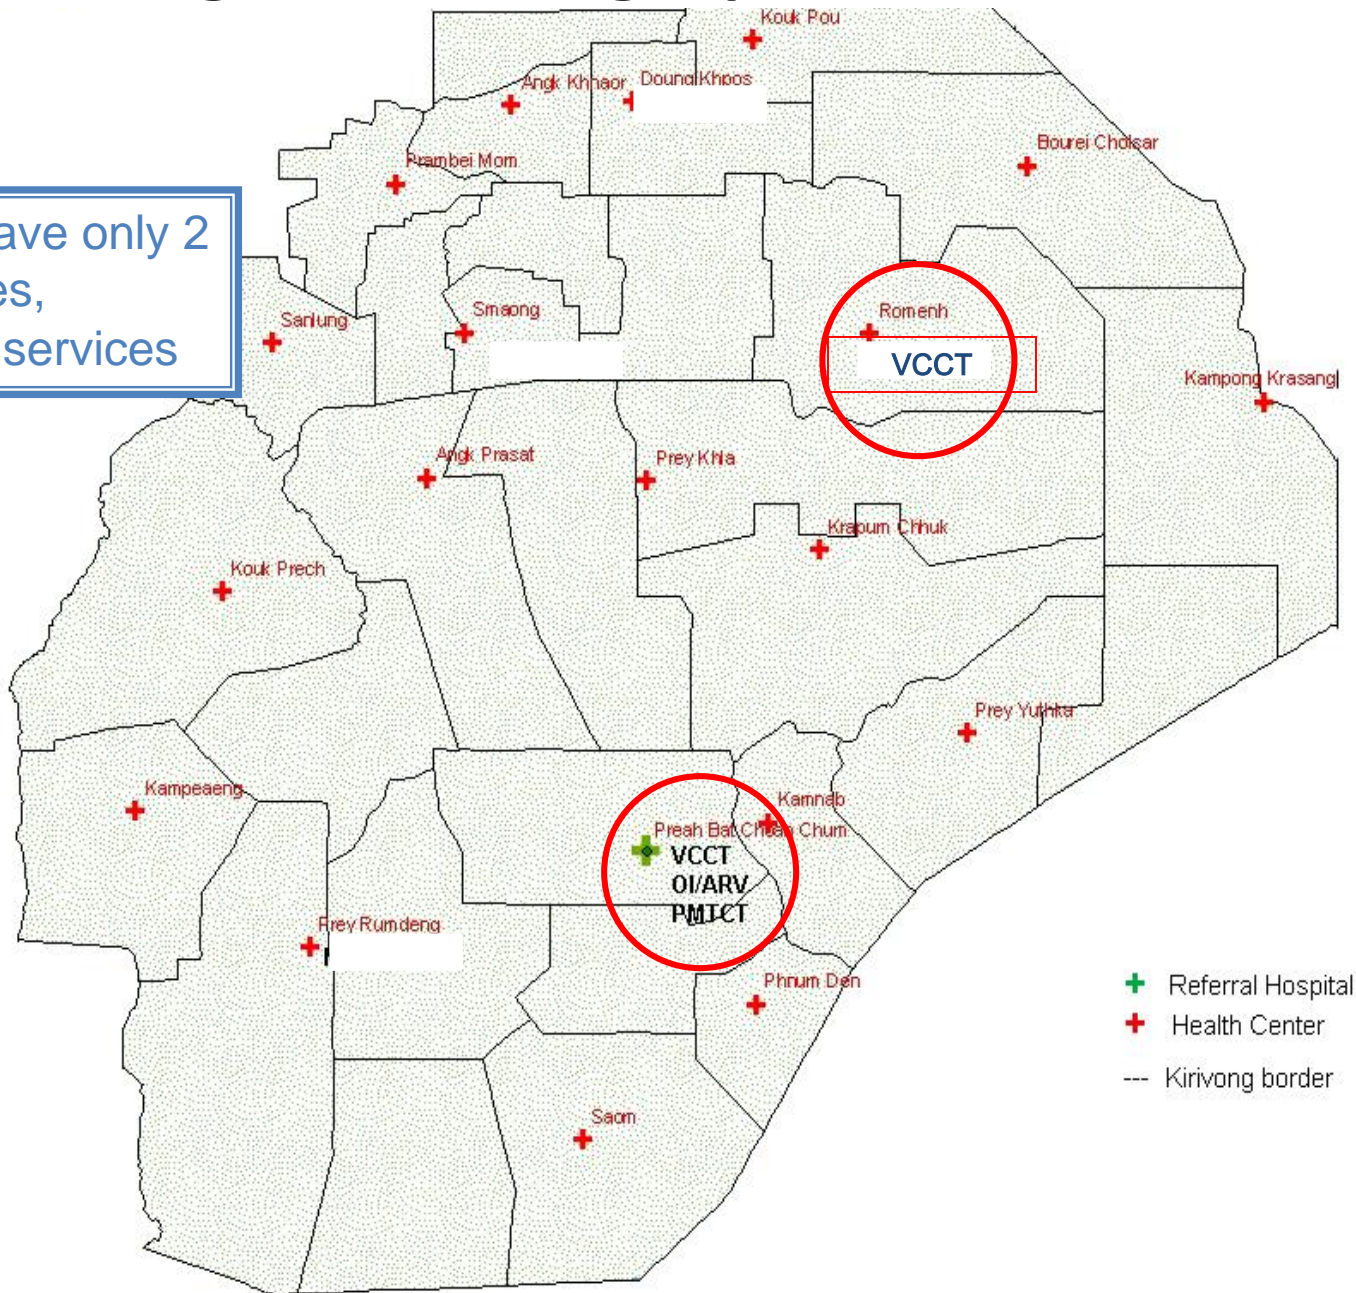 Kouk Pou
Angk Khnaor
Doung Khpos
Bourei Cholsar
Prambei Mom
ave only 2
es,
services
Sanlung
Smaong
Romenh
VCCT
Kampong Krasang
Angk Prasat
Prey Khla
Krapum Chhuk
Kouk Prech
Prey Yuthka
Kampeaeng
Kamnab
Preah Bat Choan Chum
VCCT
OI/ARV
PMTCT
Prey Rumdeng
Phnum Den
Referral Hospital
Health Center
--- Kirivong border
Saom